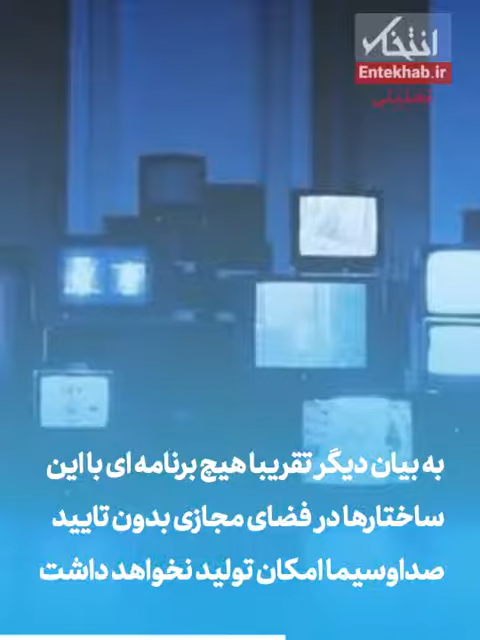 انتخاب
Entekhab.ir
تحلیلی
به بیان دیگر تقریبا هیچ برنامه ای با این
ساختارها در فضای مجازی بدون تایید
صداوسیما امکان تولید نخواهد داشت